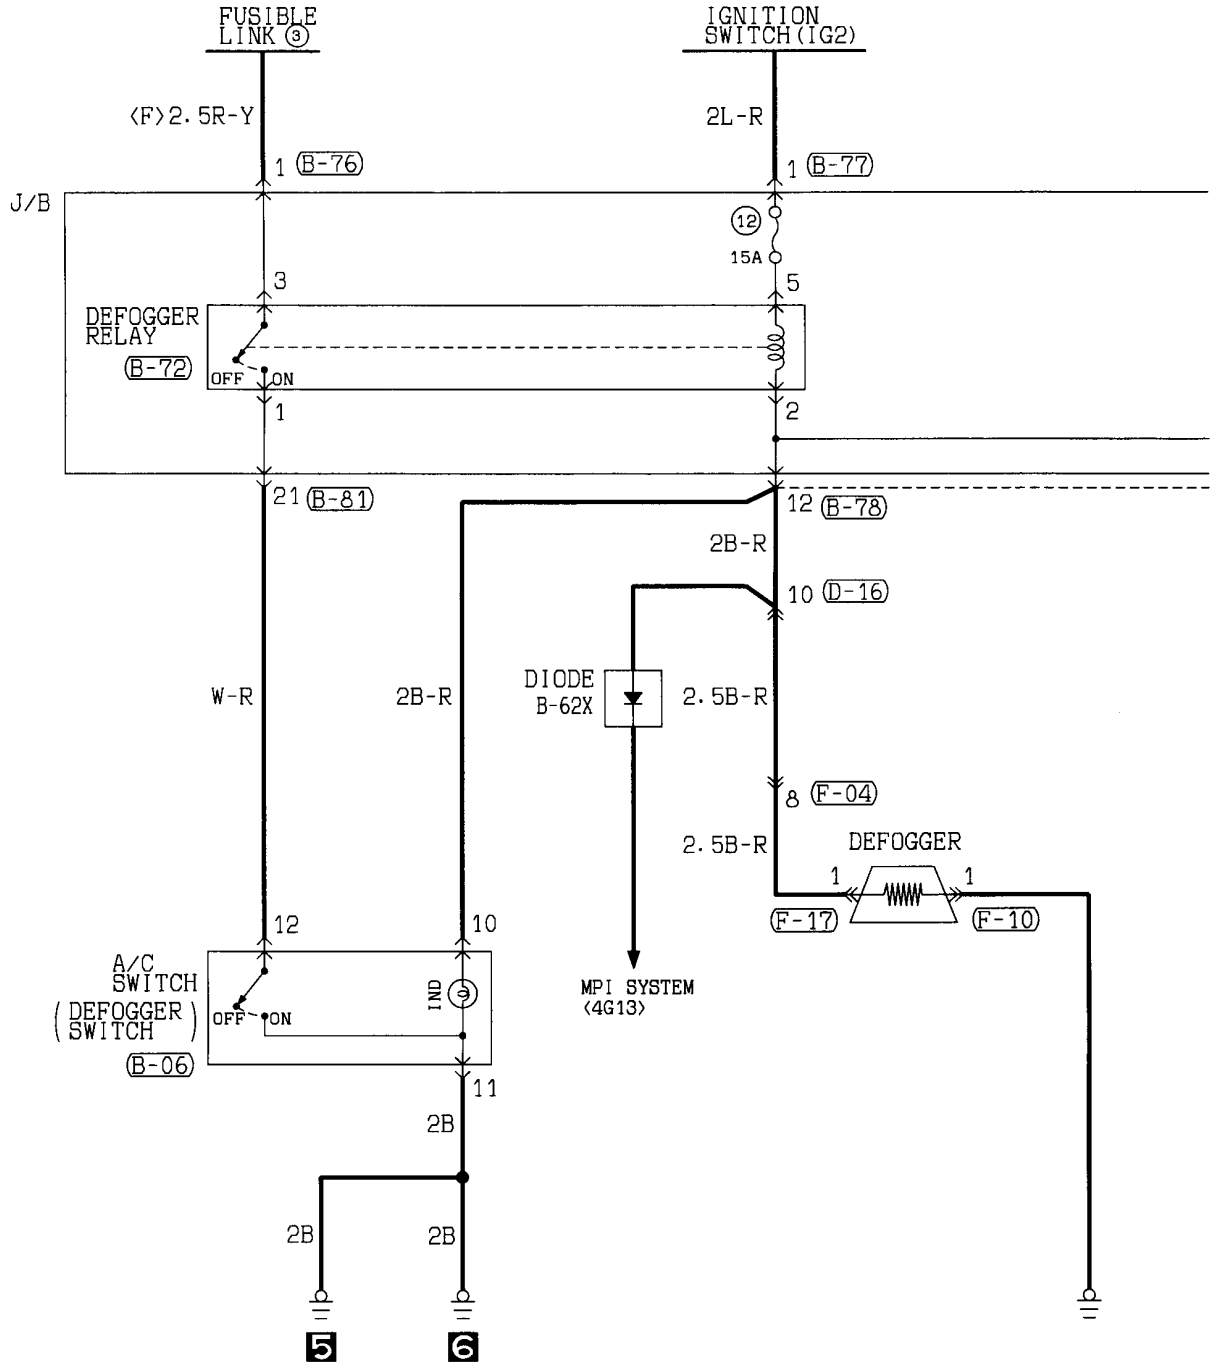 FUSIBLE
LINK ③
IGNITION
SWITCH(IG2)
〈F〉2.5R-Y
2L-R
1 B-76
1 B-77
J/B
12
15A
3
5
DEFOGGER
RELAY
B-72
OFF ON
1
2
21 B-81
12 B-78
2B-R
10 D-16
W-R
2B-R
DIODE
B-62X
2.5B-R
8 F-04
2.5B-R
DEFOGGER
1
1
F-17
F-10
12
10
A/C
SWITCH
(DEFOGGER
SWITCH)
B-06
OFF ON
IND
MPI SYSTEM
〈4G13〉
11
2B
2B
2B
5
6